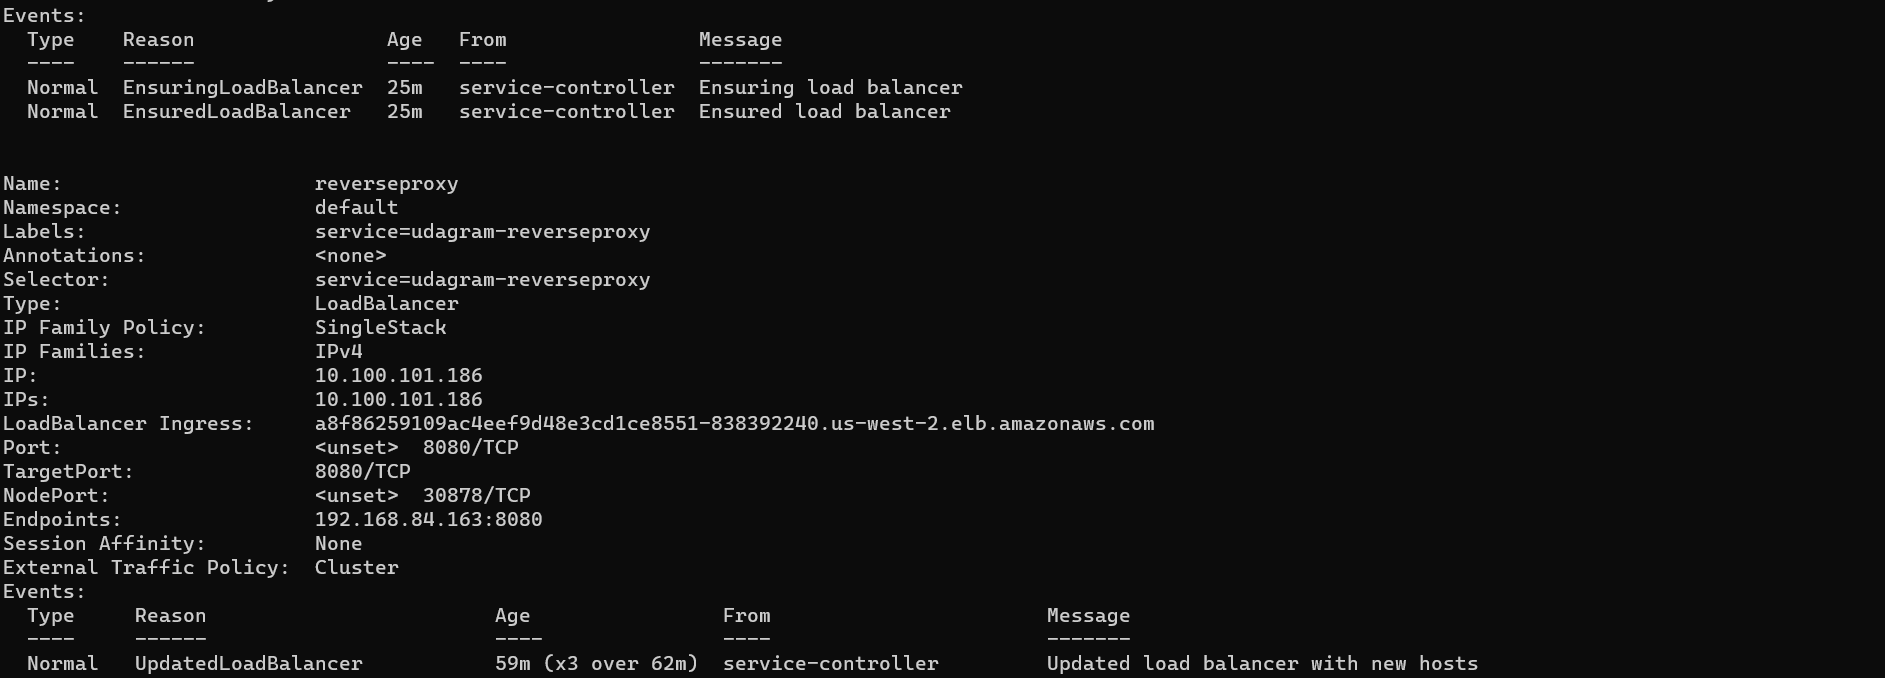 Events:
  Type    Reason                Age   From                Message
  ----    ------                ----  ----                -------
  Normal  EnsuringLoadBalancer  25m   service-controller  Ensuring load balancer
  Normal  EnsuredLoadBalancer   25m   service-controller  Ensured load balancer
Name:                     reverseproxy
Namespace:                default
Labels:                   service=udagram-reverseproxy
Annotations:              <none>
Selector:                 service=udagram-reverseproxy
Type:                     LoadBalancer
IP Family Policy:         SingleStack
IP Families:              IPv4
IP:                       10.100.101.186
IPs:                      10.100.101.186
LoadBalancer Ingress:     a8f86259109ac4eef9d48e3cd1ce8551-838392240.us-west-2.elb.amazonaws.com
Port:                     <unset>  8080/TCP
TargetPort:               8080/TCP
NodePort:                 <unset>  30878/TCP
Endpoints:                192.168.84.163:8080
Session Affinity:         None
External Traffic Policy:  Cluster
Events:
  Type     Reason                        Age                From                       Message
  ----     ------                        ----               ----                       -------
  Normal   UpdatedLoadBalancer           59m (x3 over 62m)  service-controller         Updated load balancer with new hosts